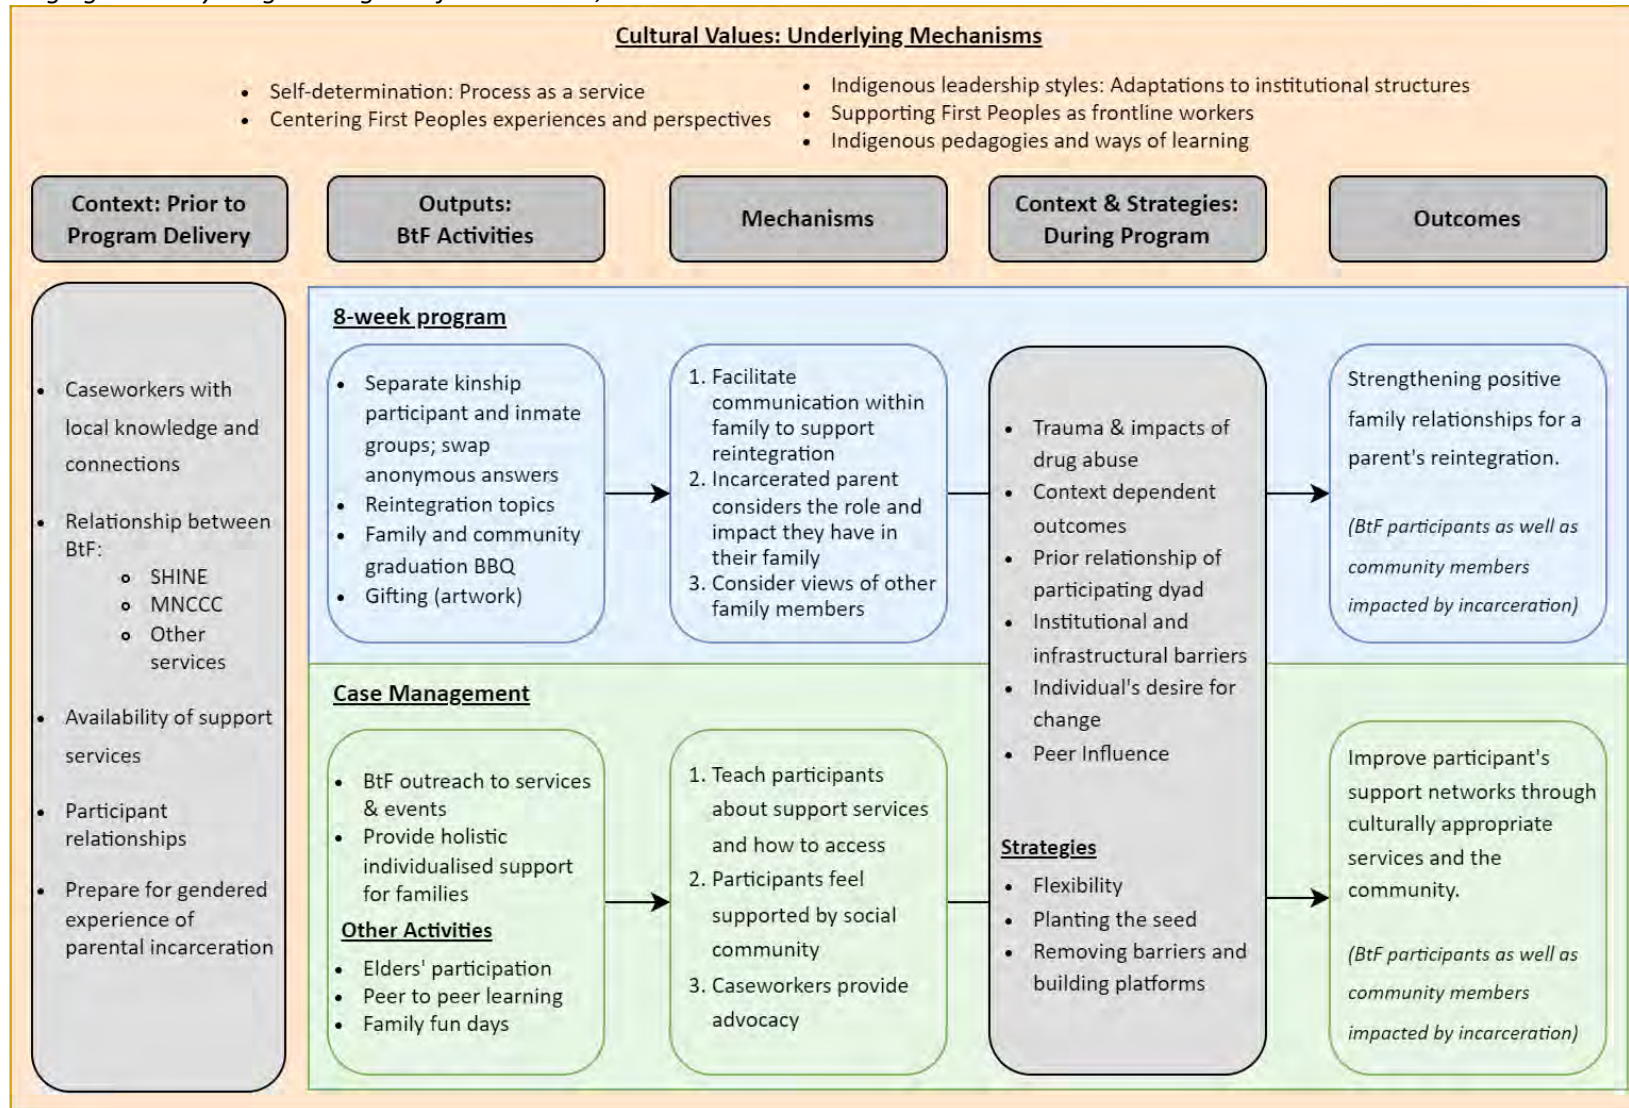 Cultural Values: Underlying Mechanisms
• Self-determination: Process as a service
• Centering First Peoples experiences and perspectives
• Indigenous leadership styles: Adaptations to institutional structures
• Supporting First Peoples as frontline workers
• Indigenous pedagogies and ways of learning
Context: Prior to
Program Delivery
Outputs:
BtF Activities
Mechanisms
Context & Strategies:
During Program
Outcomes
• Caseworkers with
local knowledge and
connections
• Relationship between
BtF:
o SHINE
o MNCCC
o Other
services
• Availability of support
services
• Participant
relationships
• Prepare for gendered
experience of
parental incarceration
8-week program
• Separate kinship
participant and inmate
groups; swap
anonymous answers
• Reintegration topics
• Family and community
graduation BBQ
• Gifting (artwork)
1. Facilitate
communication within
family to support
reintegration
2. Incarcerated parent
considers the role and
impact they have in
their family
3. Consider views of other
family members
• Trauma & impacts of
drug abuse
• Context dependent
outcomes
• Prior relationship of
participating dyad
• Institutional and
infrastructural barriers
• Individual's desire for
change
• Peer Influence
Strategies
• Flexibility
• Planting the seed
• Removing barriers and
building platforms
Strengthening positive
family relationships for a
parent's reintegration.
(BtF participants as well as
community members
impacted by incarceration)
Case Management
• BtF outreach to services
& events
• Provide holistic
individualised support
for families
Other Activities
• Elders' participation
• Peer to peer learning
• Family fun days
1. Teach participants
about support services
and how to access
2. Participants feel
supported by social
community
3. Caseworkers provide
advocacy
Improve participant's
support networks through
culturally appropriate
services and the
community.
(BtF participants as well as
community members
impacted by incarceration)